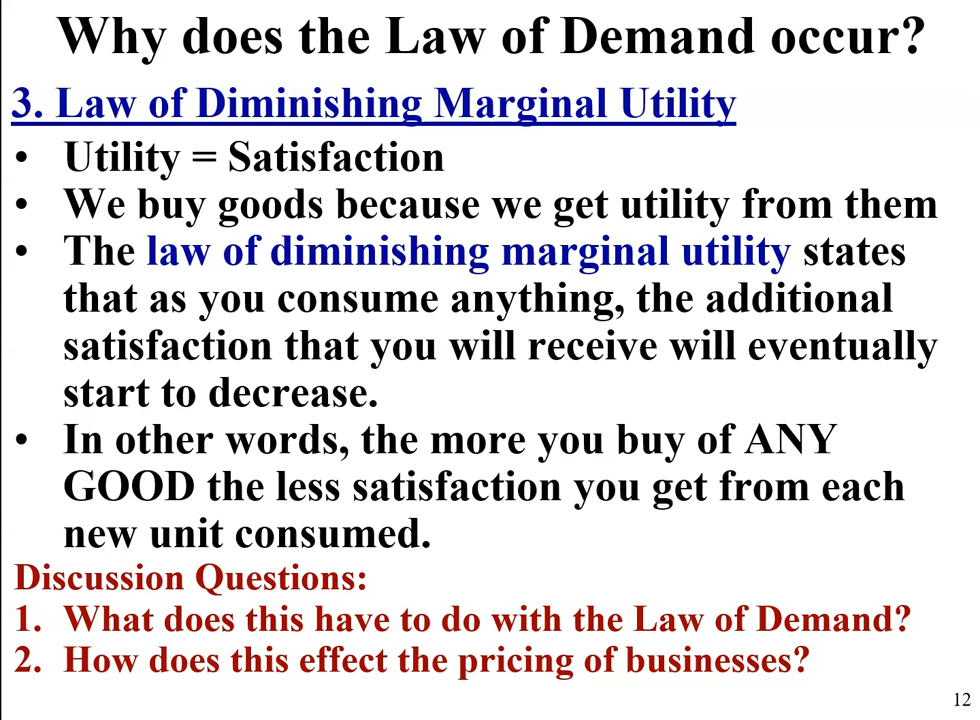 Why does the Law of Demand occur?
3. Law of Diminishing Marginal Utility
• Utility = Satisfaction
• We buy goods because we get utility from them
• The law of diminishing marginal utility states
that as you consume anything, the additional
satisfaction that you will receive will eventually
start to decrease.
• In other words, the more you buy of ANY
GOOD the less satisfaction you get from each
new unit consumed.
Discussion Questions:
1. What does this have to do with the Law of Demand?
2. How does this effect the pricing of businesses?
12